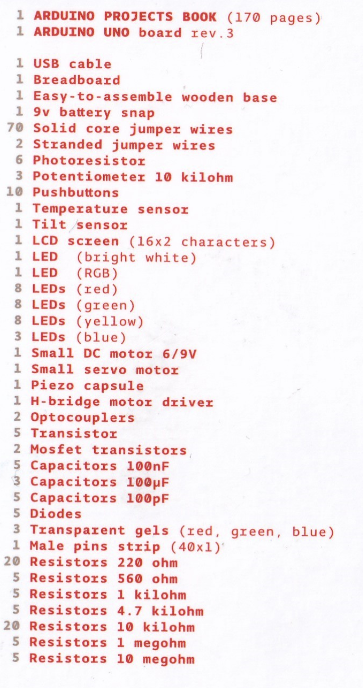 1 ARDUINO PROJECTS BOOK (170 pages)
1 ARDUINO UNO board rev.3
1 USB cable
1 Breadboard
1 Easy-to-assemble wooden base
1 9v battery snap
70 Solid core jumper wires
2 Stranded jumper wires
6 Photoresistor
3 Potentiometer 10 kilohm
10 Pushbuttons
1 Temperature sensor
1 Tilt sensor
1 LCD screen (16x2 characters)
1 LED (bright white)
1 LED (RGB)
8 LEDs (red)
8 LEDs (green)
8 LEDs (yellow)
3 LEDs (blue)
1 Small DC motor 6/9V
1 Small servo motor
1 Piezo capsule
1 H-bridge motor driver
2 Optocouplers
5 Transistor
2 Mosfet transistors
5 Capacitors 100nF
3 Capacitors 100µF
5 Capacitors 100pF
5 Diodes
3 Transparent gels (red, green, blue)
1 Male pins strip (40x1)
20 Resistors 220 ohm
5 Resistors 560 ohm
5 Resistors 1 kilohm
5 Resistors 4.7 kilohm
20 Resistors 10 kilohm
5 Resistors 1 megohm
5 Resistors 10 megohm